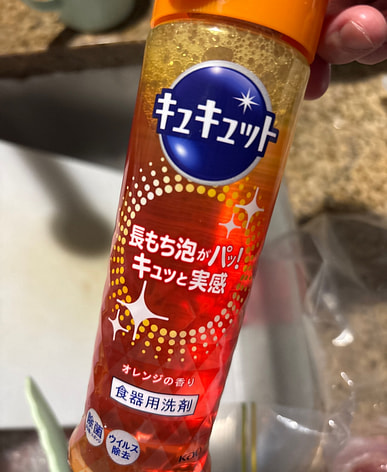 キュキュット
長もち泡がパッ!
キュッと実感
オレンジの香り
食器用洗剤
除菌
ウイルス
除去